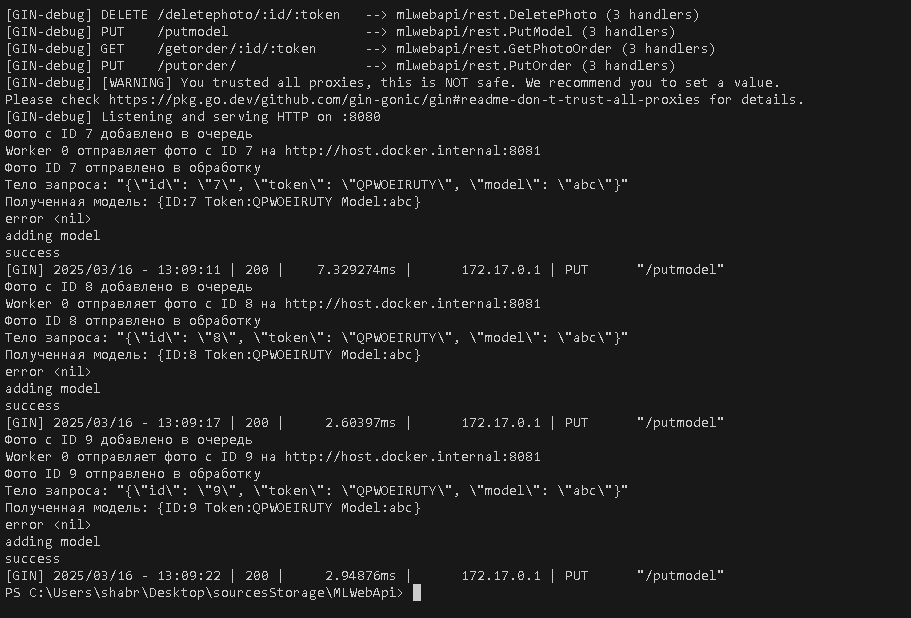 [GIN-debug] DELETE /deletephoto/:id/:token   --> mlwebapi/rest.DeletePhoto (3 handlers)
[GIN-debug] PUT    /putmodel                 --> mlwebapi/rest.PutModel (3 handlers)
[GIN-debug] GET    /getorder/:id/:token      --> mlwebapi/rest.GetPhotoOrder (3 handlers)
[GIN-debug] PUT    /putorder/                --> mlwebapi/rest.PutOrder (3 handlers)
[GIN-debug] [WARNING] You trusted all proxies, this is NOT safe. We recommend you to set a value.
Please check https://pkg.go.dev/github.com/gin-gonic/gin#readme-don-t-trust-all-proxies for details.
[GIN-debug] Listening and serving HTTP on :8080
Фото с ID 7 добавлено в очередь
Worker 0 отправляет фото с ID 7 на http://host.docker.internal:8081
Фото ID 7 отправлено в обработку
Тело запроса: "{\"id\": \"7\", \"token\": \"QPWOEIRUTY\", \"model\": \"abc\"}"
Полученная модель: {ID:7 Token:QPWOEIRUTY Model:abc}
error <nil>
adding model
success
[GIN] 2025/03/16 - 13:09:11 | 200 |    7.329274ms |      172.17.0.1 | PUT      "/putmodel"
Фото с ID 8 добавлено в очередь
Worker 0 отправляет фото с ID 8 на http://host.docker.internal:8081
Фото ID 8 отправлено в обработку
Тело запроса: "{\"id\": \"8\", \"token\": \"QPWOEIRUTY\", \"model\": \"abc\"}"
Полученная модель: {ID:8 Token:QPWOEIRUTY Model:abc}
error <nil>
adding model
success
[GIN] 2025/03/16 - 13:09:17 | 200 |     2.60397ms |      172.17.0.1 | PUT      "/putmodel"
Фото с ID 9 добавлено в очередь
Worker 0 отправляет фото с ID 9 на http://host.docker.internal:8081
Фото ID 9 отправлено в обработку
Тело запроса: "{\"id\": \"9\", \"token\": \"QPWOEIRUTY\", \"model\": \"abc\"}"
Полученная модель: {ID:9 Token:QPWOEIRUTY Model:abc}
error <nil>
adding model
success
[GIN] 2025/03/16 - 13:09:22 | 200 |     2.94876ms |      172.17.0.1 | PUT      "/putmodel"
PS C:\Users\shabr\Desktop\sourcesStorage\MLWebApi>